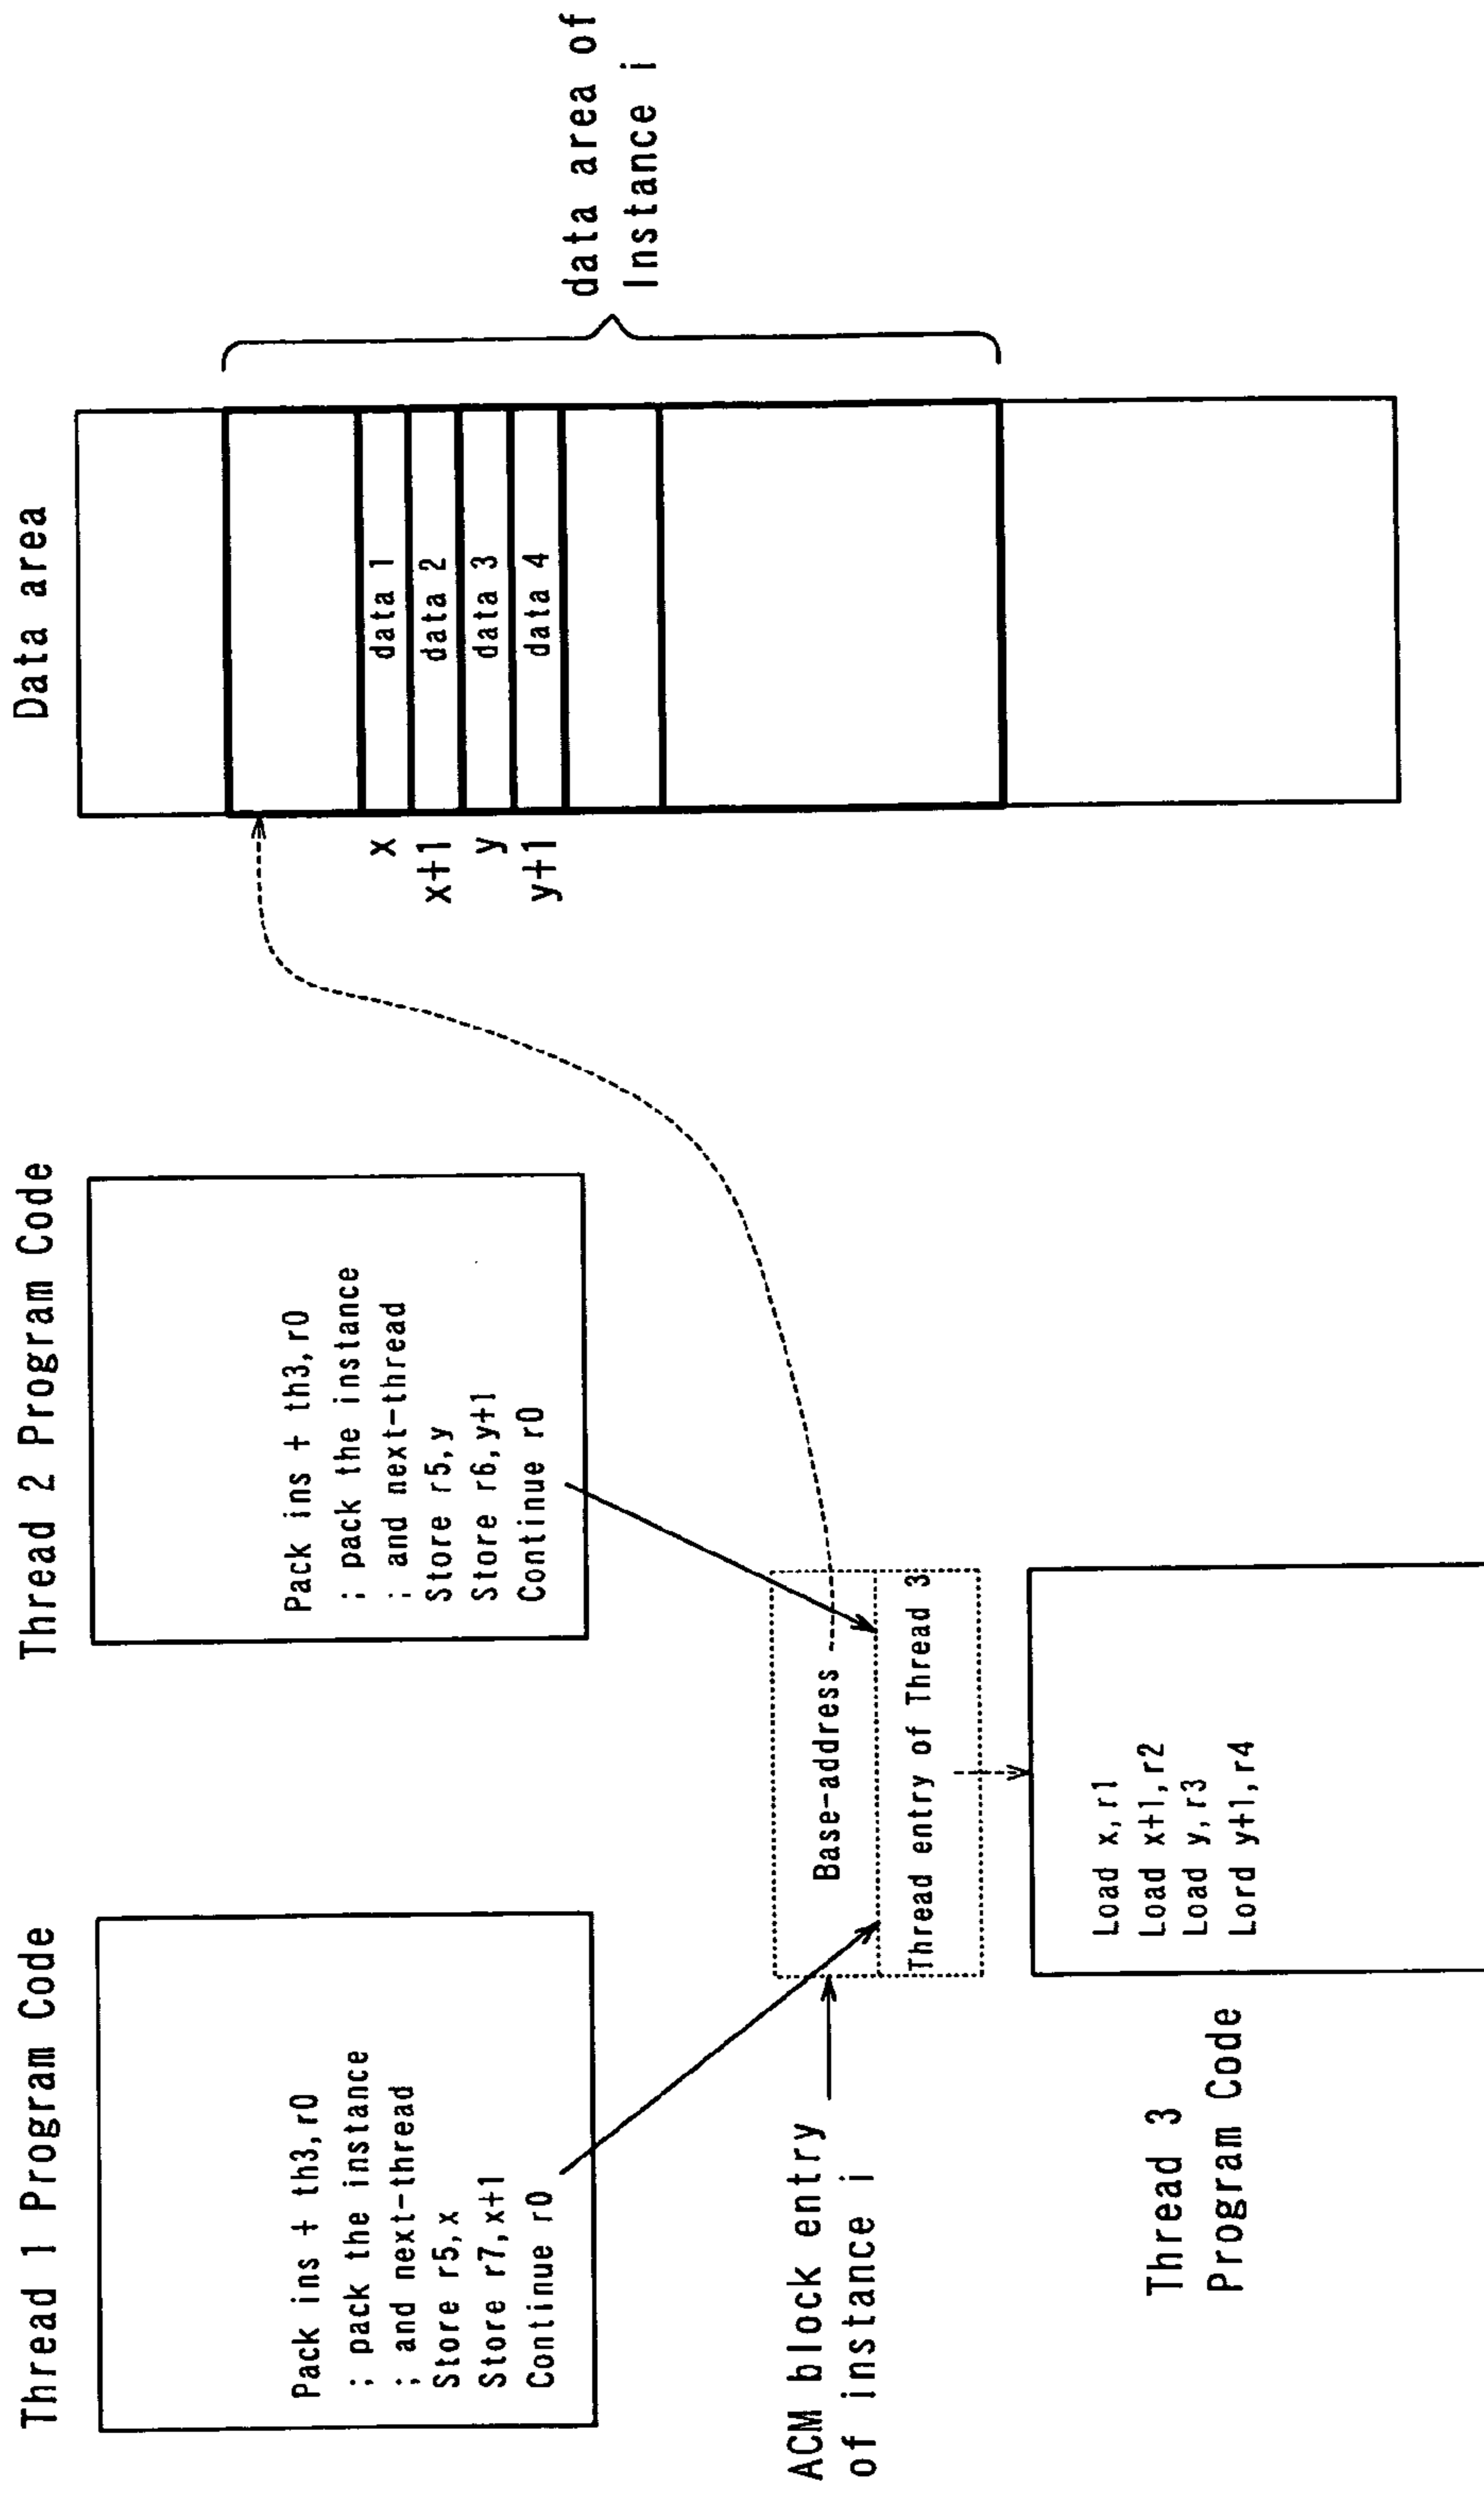 Thread 1 Program Code
Pack ins + th3,r0
; pack the instance
; and next-thread
Store r5,x
Store r7,x+1
Continue r0
Thread 2 Program Code
Pack ins + th3,r0
; pack the instance
; and next-thread
Store r5,y
Store r6,y+1
Continue r0
Data area
data 1
data 2
data 3
data 4
x
x+1
y
y+1
data area of
Instance i
ACM block entry
of instance i
Base-address
Thread entry of Thread 3
Thread 3
Program Code
Load x,r1
Load x+1,r2
Load y,r3
Lord y+1,r4